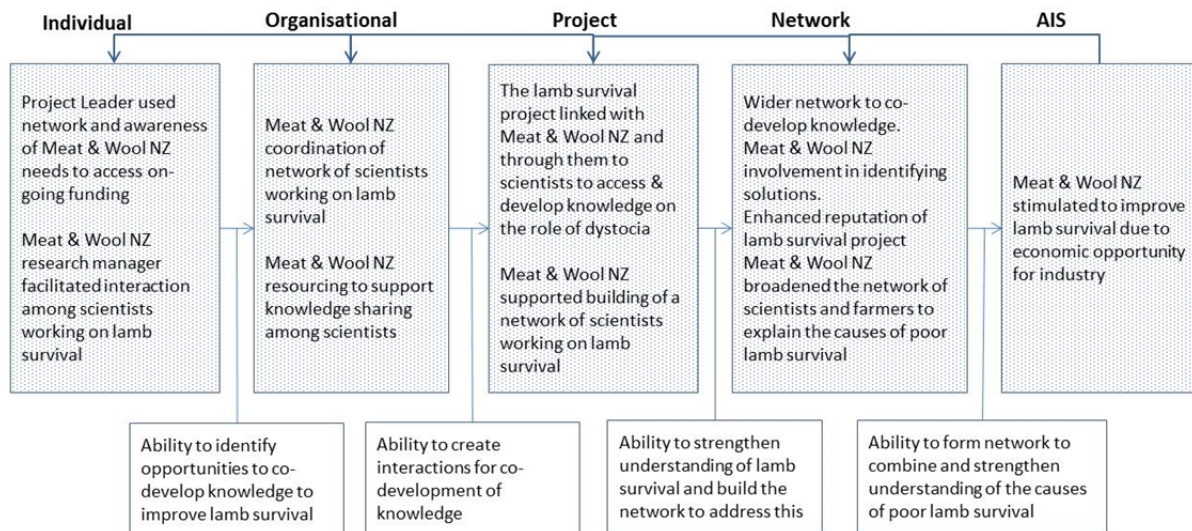 Individual
Organisational
Project
Network
AIS
Project Leader used
network and awareness
of Meat & Wool NZ
needs to access on-
going funding
Meat & Wool NZ
research manager
facilitated interaction
among scientists
working on lamb
survival
Meat & Wool NZ
coordination of
network of scientists
working on lamb
survival
Meat & Wool NZ
resourcing to support
knowledge sharing
among scientists
The lamb survival
project linked with
Meat & Wool NZ and
through them to
scientists to access &
develop knowledge on
the role of dystocia
Meat & Wool NZ
supported building of a
network of scientists
working on lamb
survival
Wider network to co-
develop knowledge.
Meat & Wool NZ
involvement in identifying
solutions.
Enhanced reputation of
lamb survival project
Meat & Wool NZ
broadened the network of
scientists and farmers to
explain the causes of poor
lamb survival
Meat & Wool NZ
stimulated to improve
lamb survival due to
economic opportunity
for industry
Ability to identify
opportunities to co-
develop knowledge to
improve lamb survival
Ability to create
interactions for co-
development of
knowledge
Ability to strengthen
understanding of lamb
survival and build the
network to address this
Ability to form network to
combine and strengthen
understanding of the causes
of poor lamb survival